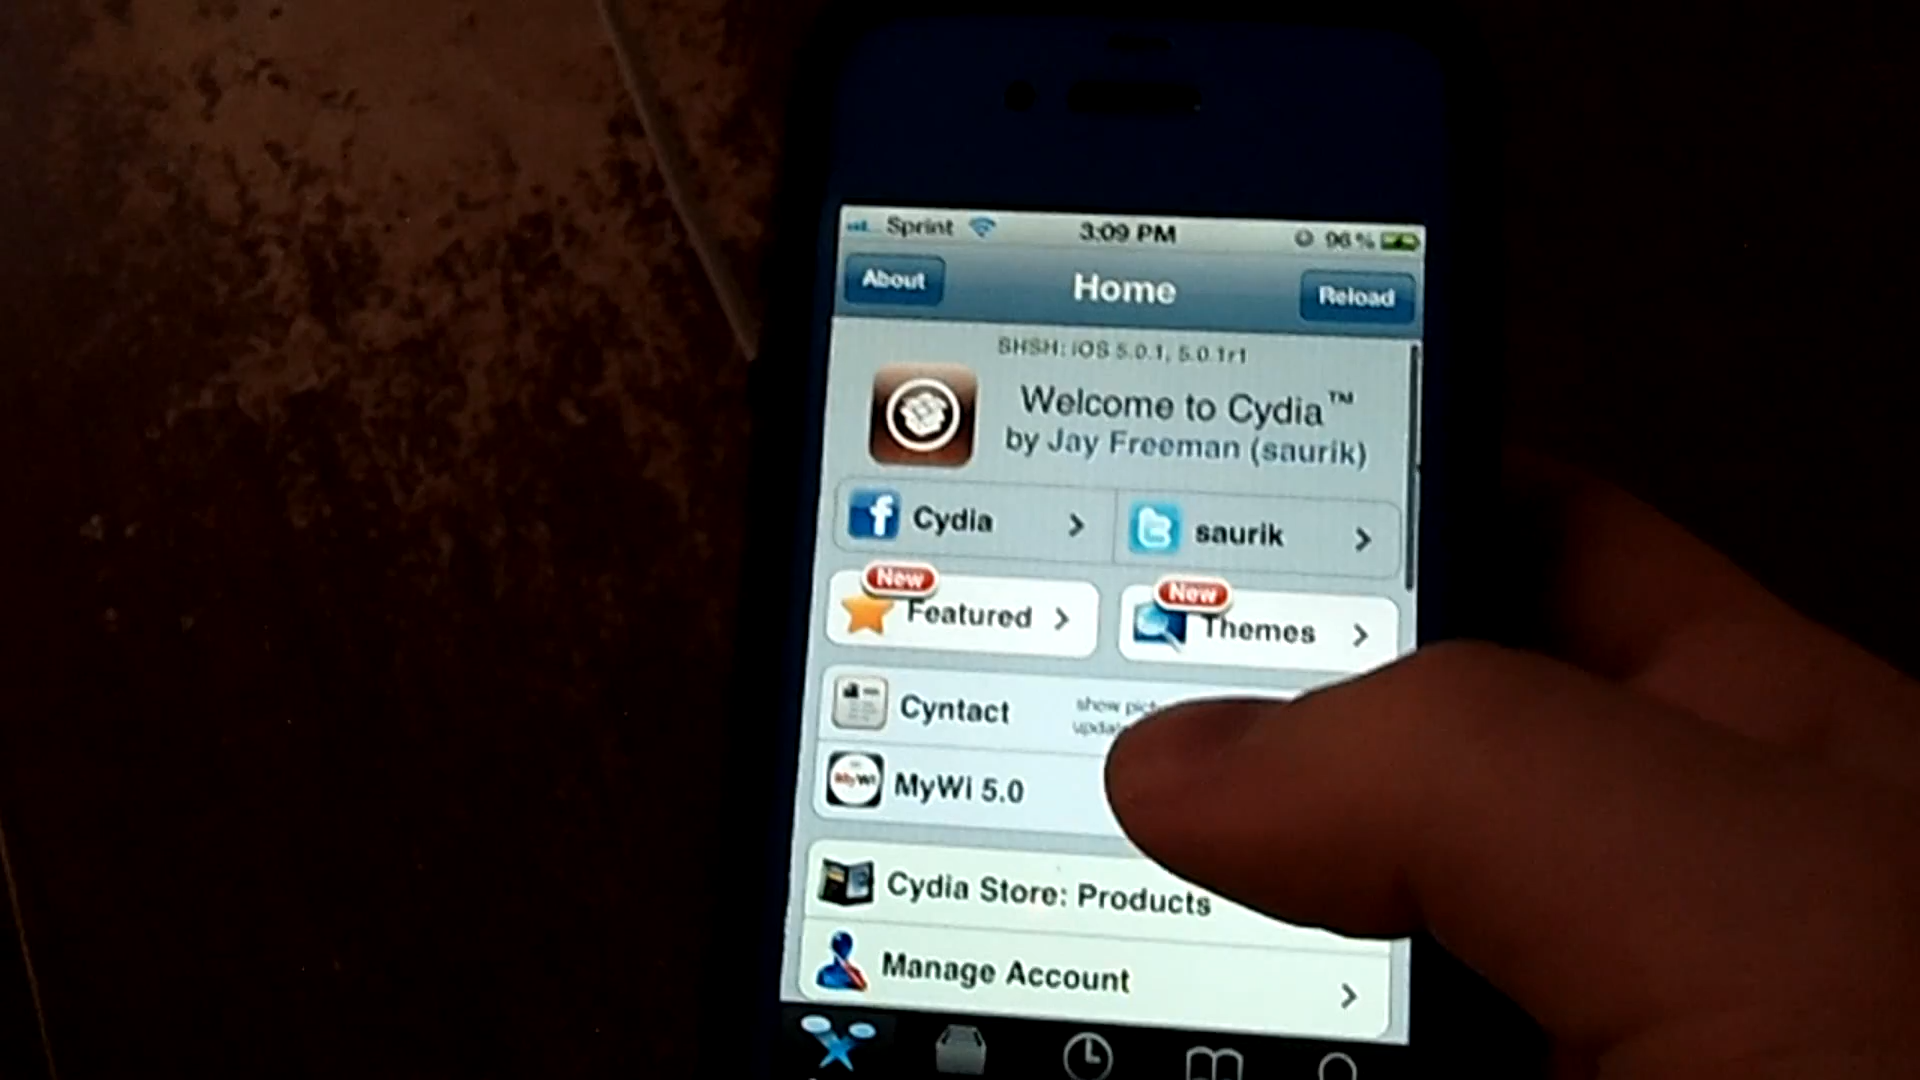 Sprint 3:09 PM 96%
About Home Reload
SHSH: iOS 5.0.1, 5.0.1r1
Welcome to Cydia™
by Jay Freeman (saurik)
Cydia saurik
New New
Featured Themes
Cyntact show
MyWi 5.0
Cydia Store: Products
Manage Account